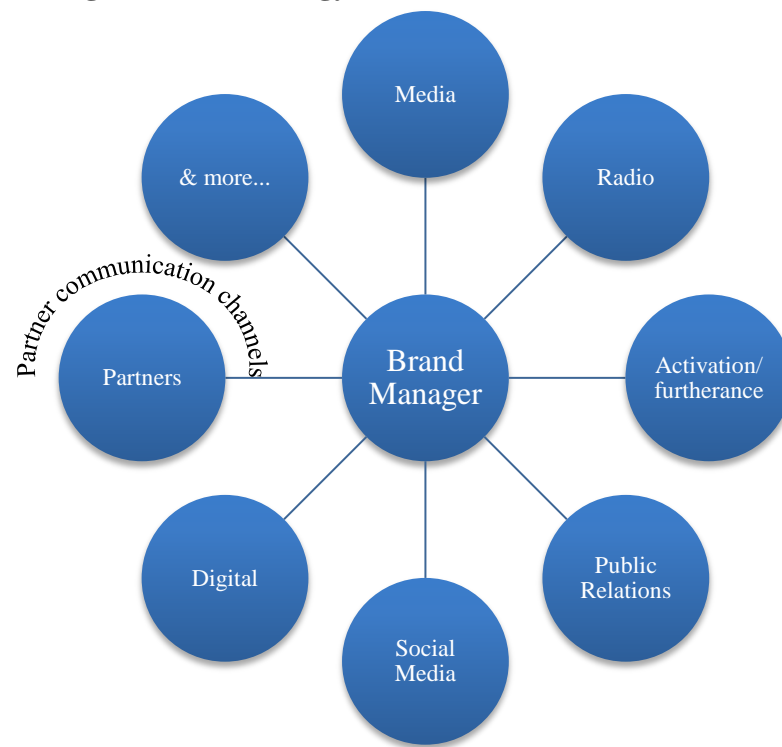 Media
& more...
Radio
Partner communication channels
Partners
Brand
Manager
Activation/
furtherance
Digital
Public
Relations
Social
Media